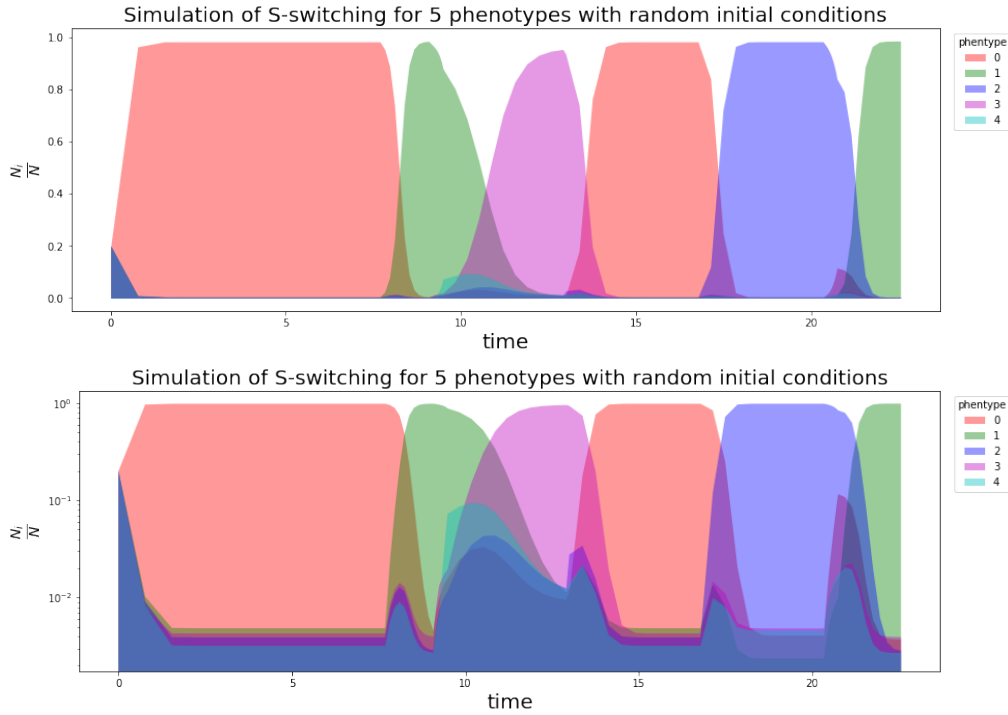 Simulation of S-switching for 5 phenotypes with random initial conditions
phentype
0
1
2
3
4
1.0
0.8
0.6
0.4
0.2
0.0
N_i
N
0
5
10
15
20
time
Simulation of S-switching for 5 phenotypes with random initial conditions
phentype
0
1
2
3
4
10^0
10^-1
10^-2
N_i
N
0
5
10
15
20
time